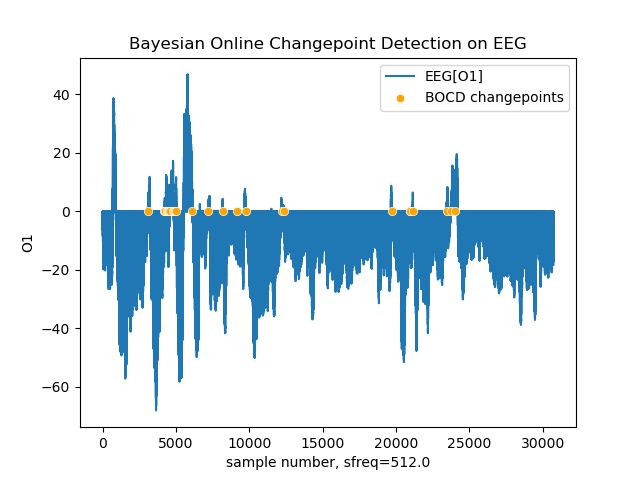 Bayesian Online Changepoint Detection on EEG
EEG[O1]
BOCD changepoints
40
20
0
−20
−40
−60
O1
0 5000 10000 15000 20000 25000 30000
sample number, sfreq=512.0